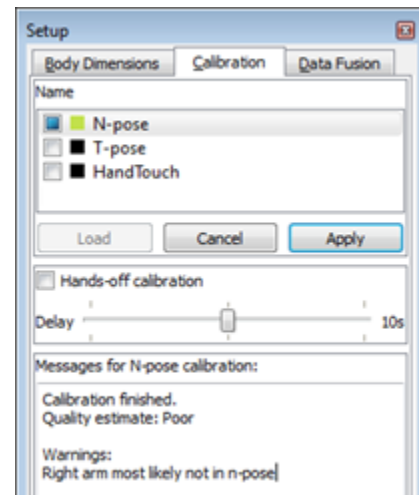 Setup
Body Dimensions Calibration Data Fusion
Name
N-pose
T-pose
HandTouch
Load Cancel Apply
Hands-off calibration
Delay 10s
Messages for N-pose calibration:
Calibration finished.
Quality estimate: Poor
Warnings:
Right arm most likely not in n-pose